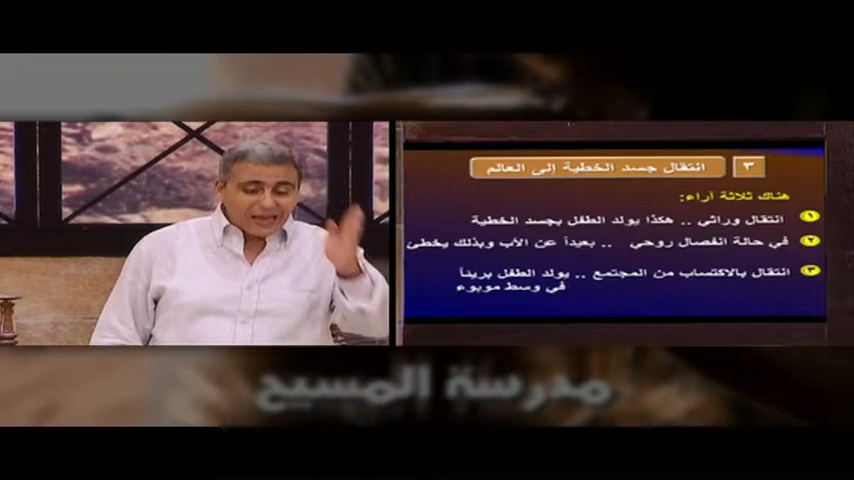 ٣
انتقال جسد الخطية إلى العالم
هناك ثلاثة آراء:
١ انتقال وراثي .. هكذا يولد الطفل بجسد الخطية
٢ في حالة انفصال روحي .. بعيداً عن الأب وبذلك يخطئ
٣ انتقال بالاكتساب من المجتمع .. يولد الطفل بريئاً
في وسط موبوء
مدرسة المسيح